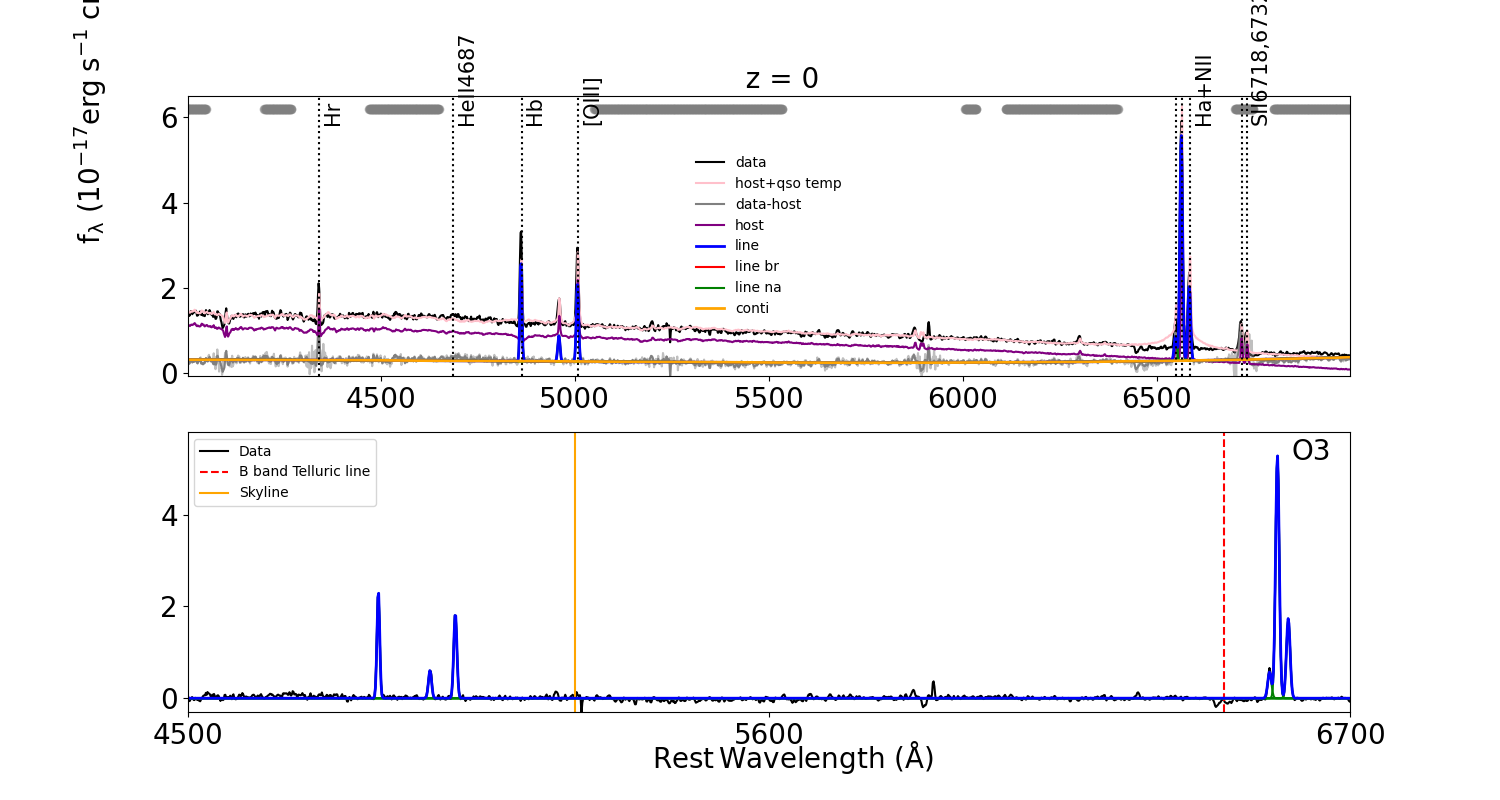 z = 0
f_λ (10^−17 erg s^−1
Hr
HeII4687
Hb
[OIII]
Ha+NII
6
4
2
0
data
host+qso temp
data-host
host
line
line br
line na
conti
4500
5000
5500
6000
6500
Data
B band Telluric line
Skyline
O3
4
2
0
4500
5600
6700
Rest Wavelength (Å)